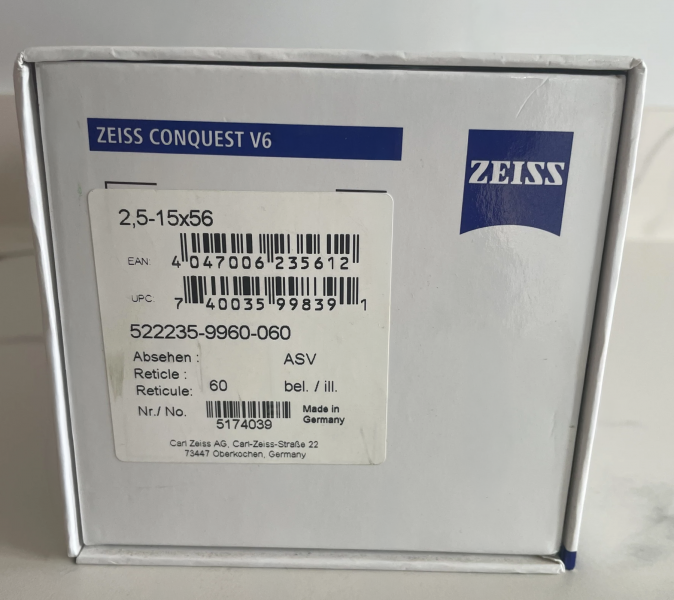 ZEISS CONQUEST V6
ZEISS
2,5-15x56
EAN: 4 047006 235612
UPC: 7 40035 99839 1
522235-9960-060
Absehen : ASV
Reticle :
Reticule: 60 bel. / ill.
Nr./ No. 5174039 Made in Germany
Carl Zeiss AG, Carl-Zeiss-Straße 22
73447 Oberkochen, Germany